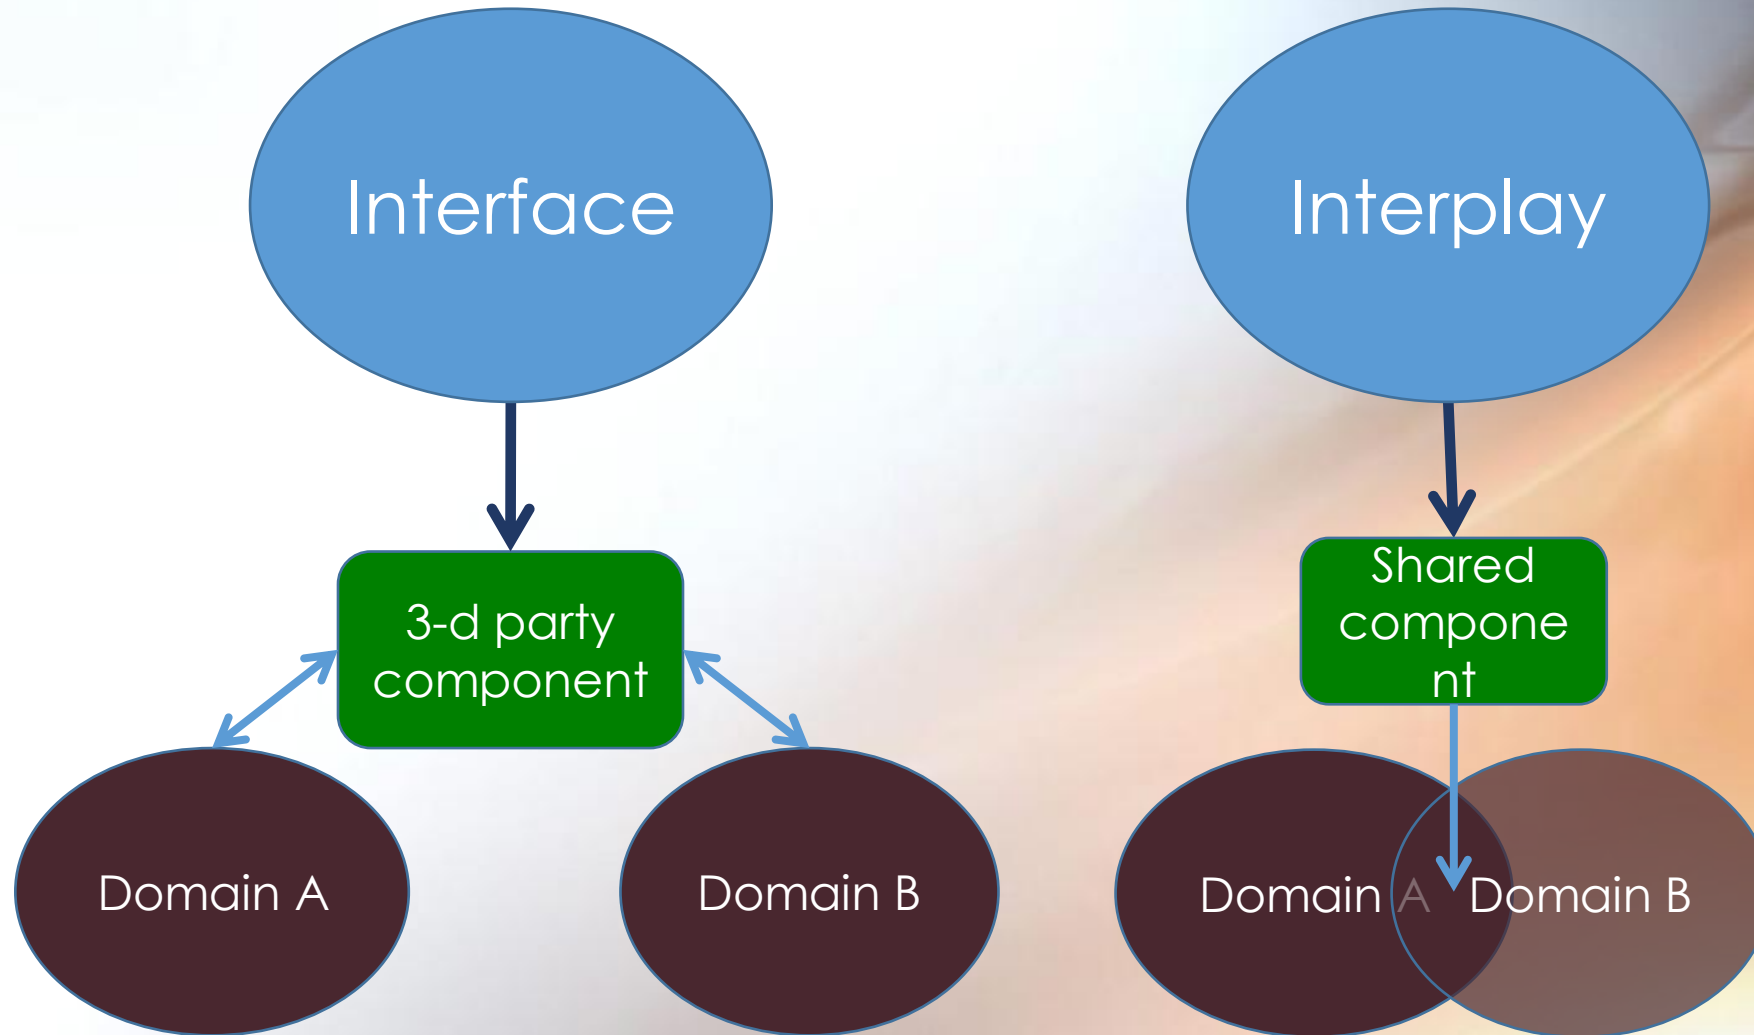 Interface
Interplay
3-d party
component
Shared
compone
nt
Domain A
Domain B
Domain A
Domain B